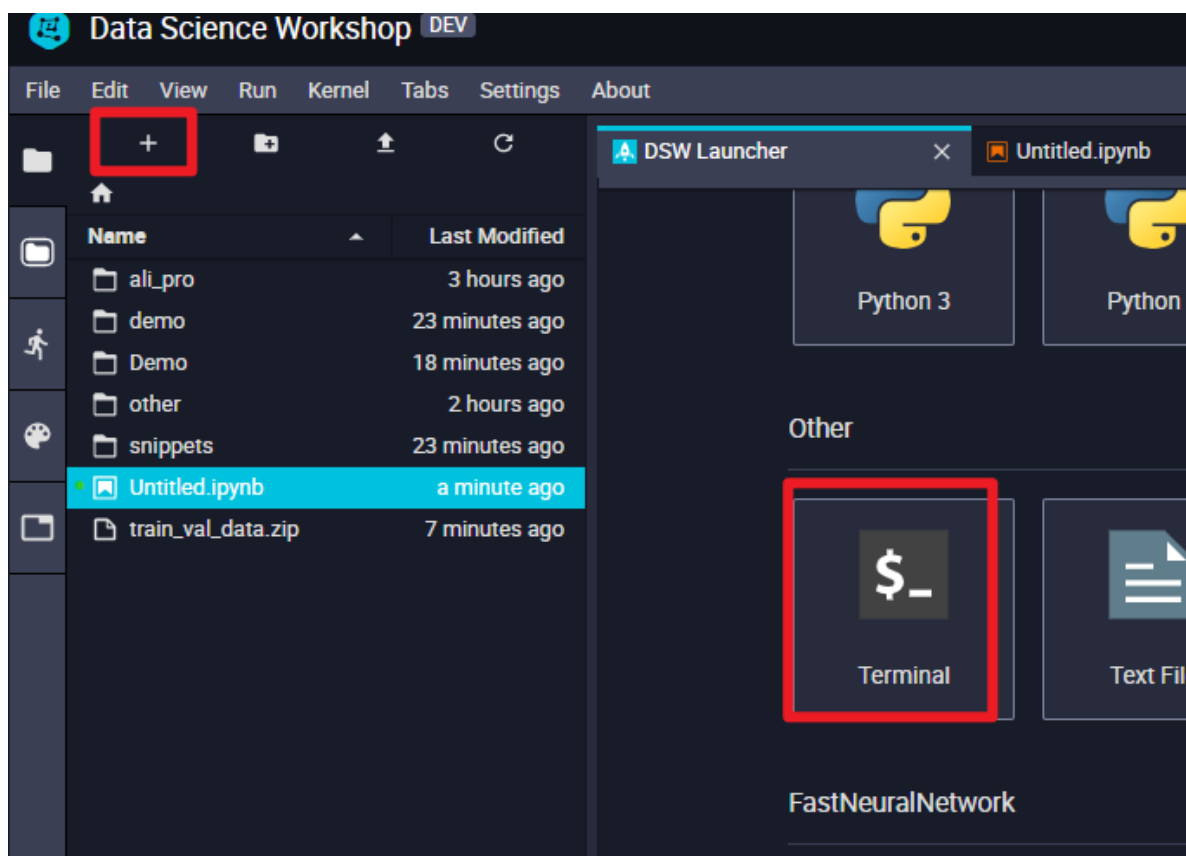 Data Science Workshop DEV
File Edit View Run Kernel Tabs Settings About
DSW Launcher
Untitled.ipynb
Name Last Modified
ali_pro 3 hours ago
demo 23 minutes ago
Demo 18 minutes ago
other 2 hours ago
snippets 23 minutes ago
Untitled.ipynb a minute ago
train_val_data.zip 7 minutes ago
Python 3
Python
Other
$_
Terminal
Text Fil
FastNeuralNetwork